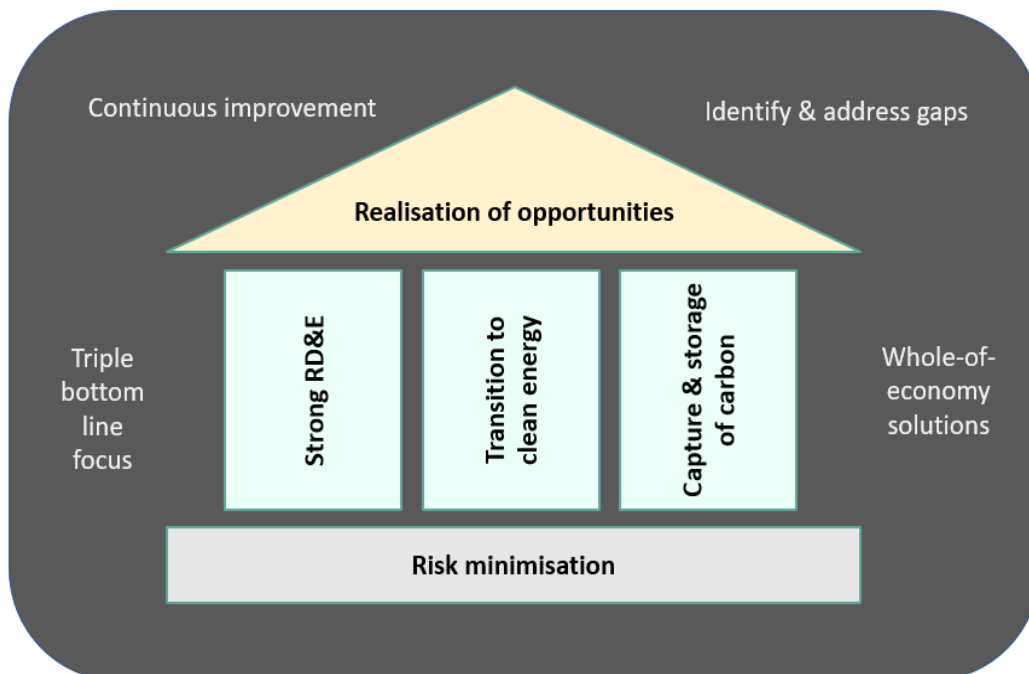 Continuous improvement
Identify & address gaps
Realisation of opportunities
Triple
bottom
line
focus
Strong RD&E
Transition to
clean energy
Capture & storage
of carbon
Whole-of-
economy
solutions
Risk minimisation